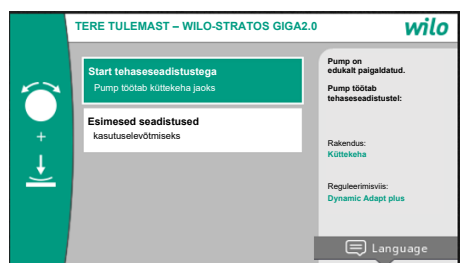 TERE TULEMAST – WILO-STRATOS GIGA2.0
wilo
Start tehaseseadistustega
Pump töötab küttekeha jaoks
Esimesed seadistused
kasutuselevõtmiseks
Pump on
edukalt paigaldatud.
Pump töötab
tehaseseadistustel:
Rakendus:
Küttekeha
Reguleerimisviis:
Dynamic Adapt plus
+
Language